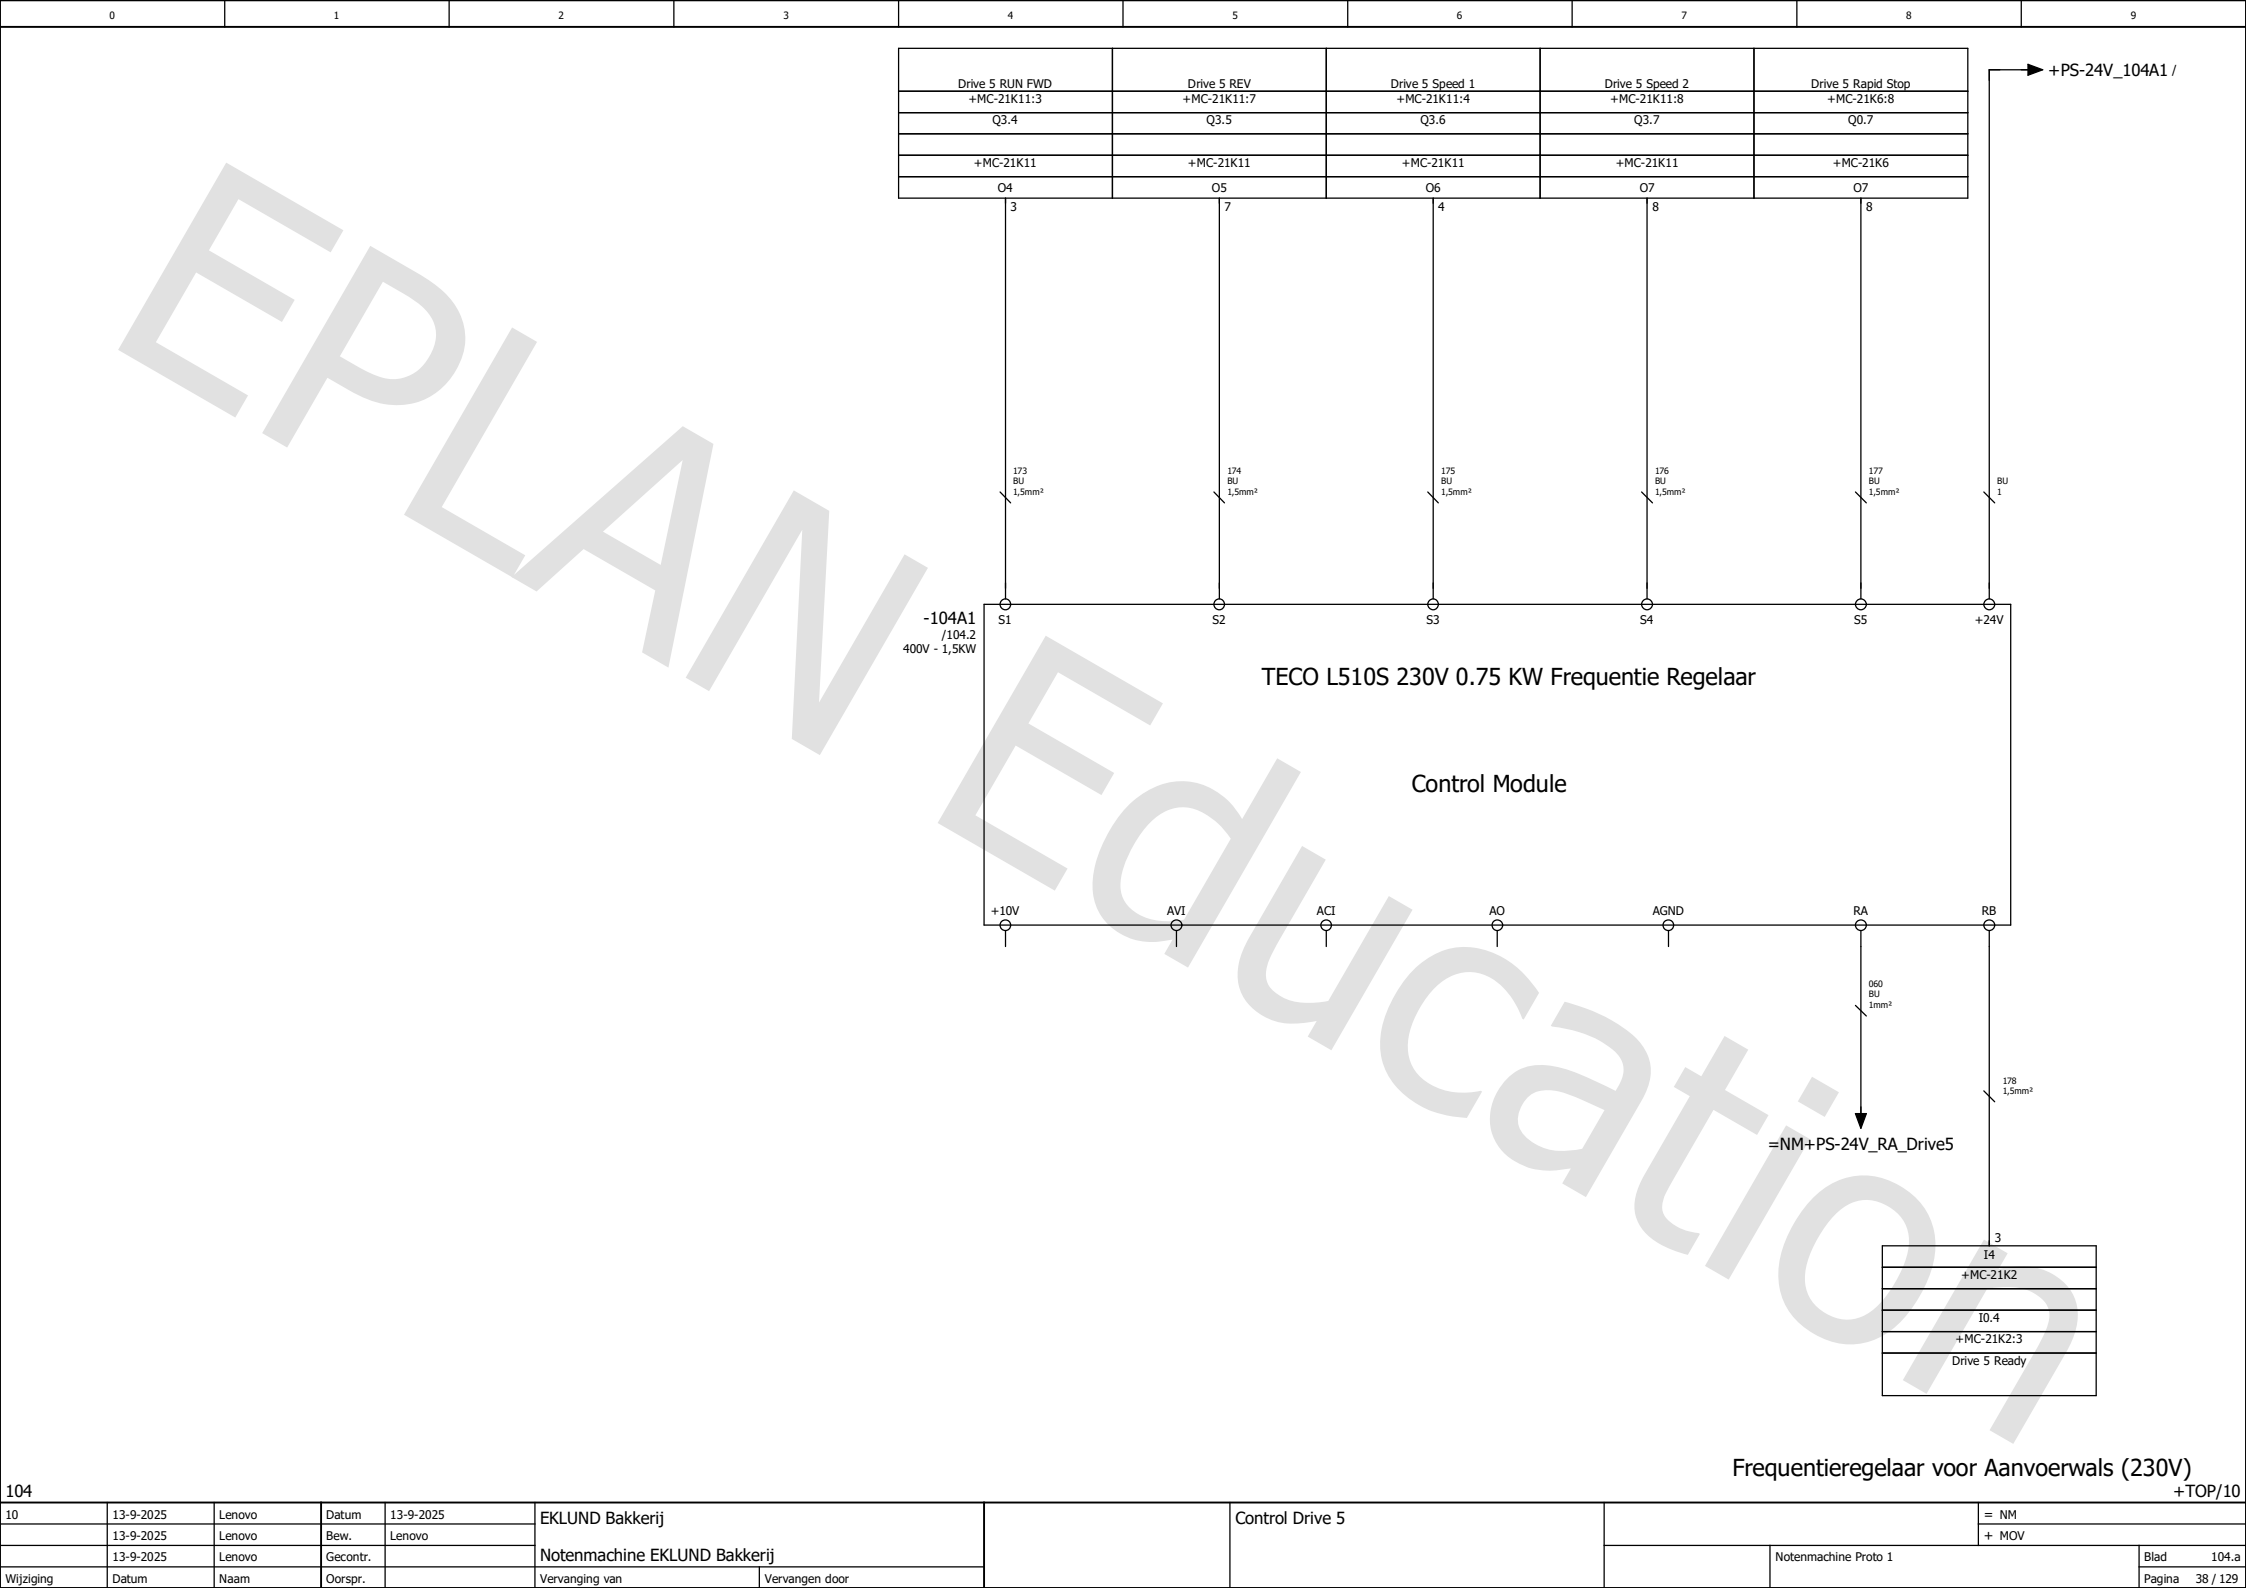 0 1 2 3 4 5 6 7 8 9
Drive 5 RUN FWD Drive 5 REV Drive 5 Speed 1 Drive 5 Speed 2 Drive 5 Rapid Stop
+MC-21K11:3 +MC-21K11:7 +MC-21K11:4 +MC-21K11:8 +MC-21K6:8
Q3.4 Q3.5 Q3.6 Q3.7 Q0.7
+MC-21K11 +MC-21K11 +MC-21K11 +MC-21K11 +MC-21K6
O4 O5 O6 O7 O7
3 7 4 8 8
+PS-24V_104A1 /
173 174 175 176 177
BU BU BU BU BU BU
1,5mm² 1,5mm² 1,5mm² 1,5mm² 1,5mm² 1
-104A1
/104.2
400V - 1,5KW
S1 S2 S3 S4 S5 +24V
TECO L510S 230V 0.75 KW Frequentie Regelaar
Control Module
+10V AVI ACI AO AGND RA RB
060
BU
1mm²
178
1,5mm²
=NM+PS-24V_RA_Drive5
3
I4
+MC-21K2
I0.4
+MC-21K2:3
Drive 5 Ready
EPLAN Education
Frequentieregelaar voor Aanvoerwals (230V)
104 +TOP/10
10 13-9-2025 Lenovo Datum 13-9-2025 EKLUND Bakkerij Control Drive 5 = NM
13-9-2025 Lenovo Bew. Lenovo + MOV
13-9-2025 Lenovo Gecontr. Notenmachine EKLUND Bakkerij Notenmachine Proto 1 Blad 104.a
Wijziging Datum Naam Oorspr. Vervanging van Vervangen door Pagina 38 / 129